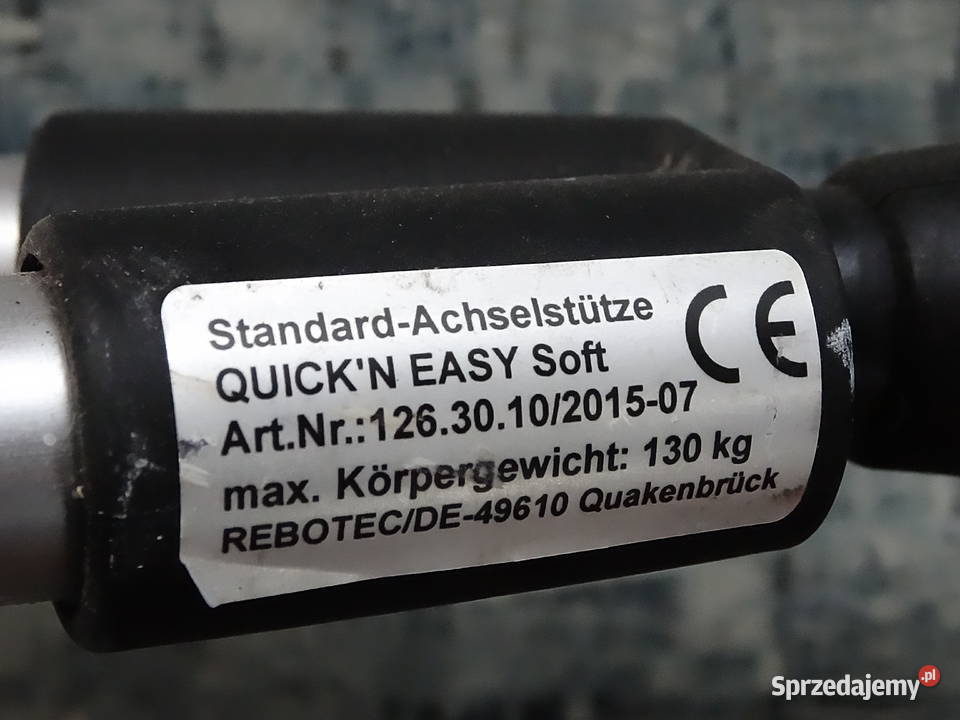 Standard-Achselstütze
QUICK'N EASY Soft
Art.Nr.:126.30.10/2015-07
max. Körpergewicht: 130 kg
REBOTEC/DE-49610 Quakenbrück
CE
Sprzedajemy.pl